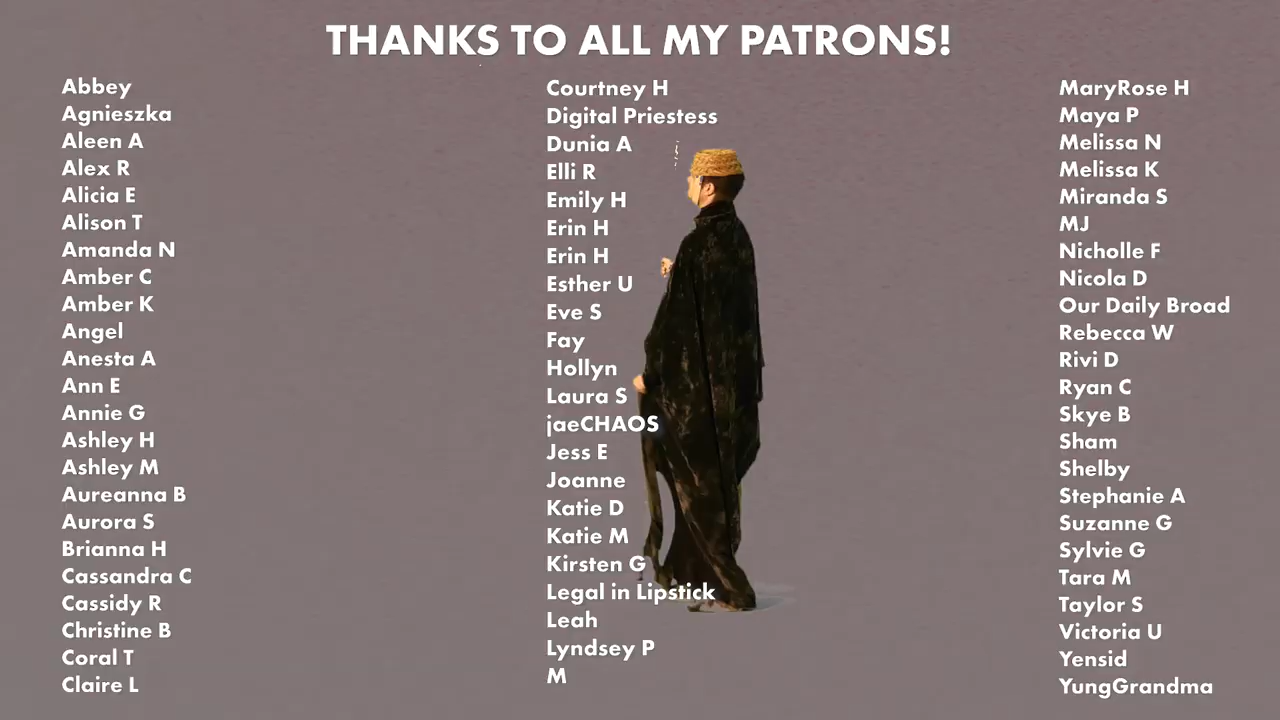 THANKS TO ALL MY PATRONS!
Abbey
Agnieszka
Aleen A
Alex R
Alicia E
Alison T
Amanda N
Amber C
Amber K
Angel
Anesta A
Ann E
Annie G
Ashley H
Ashley M
Aureanna B
Aurora S
Brianna H
Cassandra C
Cassidy R
Christine B
Coral T
Claire L
Courtney H
Digital Priestess
Dunia A
Elli R
Emily H
Erin H
Erin H
Esther U
Eve S
Fay
Hollyn
Laura S
jaeCHAOS
Jess E
Joanne
Katie D
Katie M
Kirsten G
Legal in Lipstick
Leah
Lyndsey P
M
MaryRose H
Maya P
Melissa N
Melissa K
Miranda S
MJ
Nicholle F
Nicola D
Our Daily Broad
Rebecca W
Rivi D
Ryan C
Skye B
Sham
Shelby
Stephanie A
Suzanne G
Sylvie G
Tara M
Taylor S
Victoria U
Yensid
YungGrandma